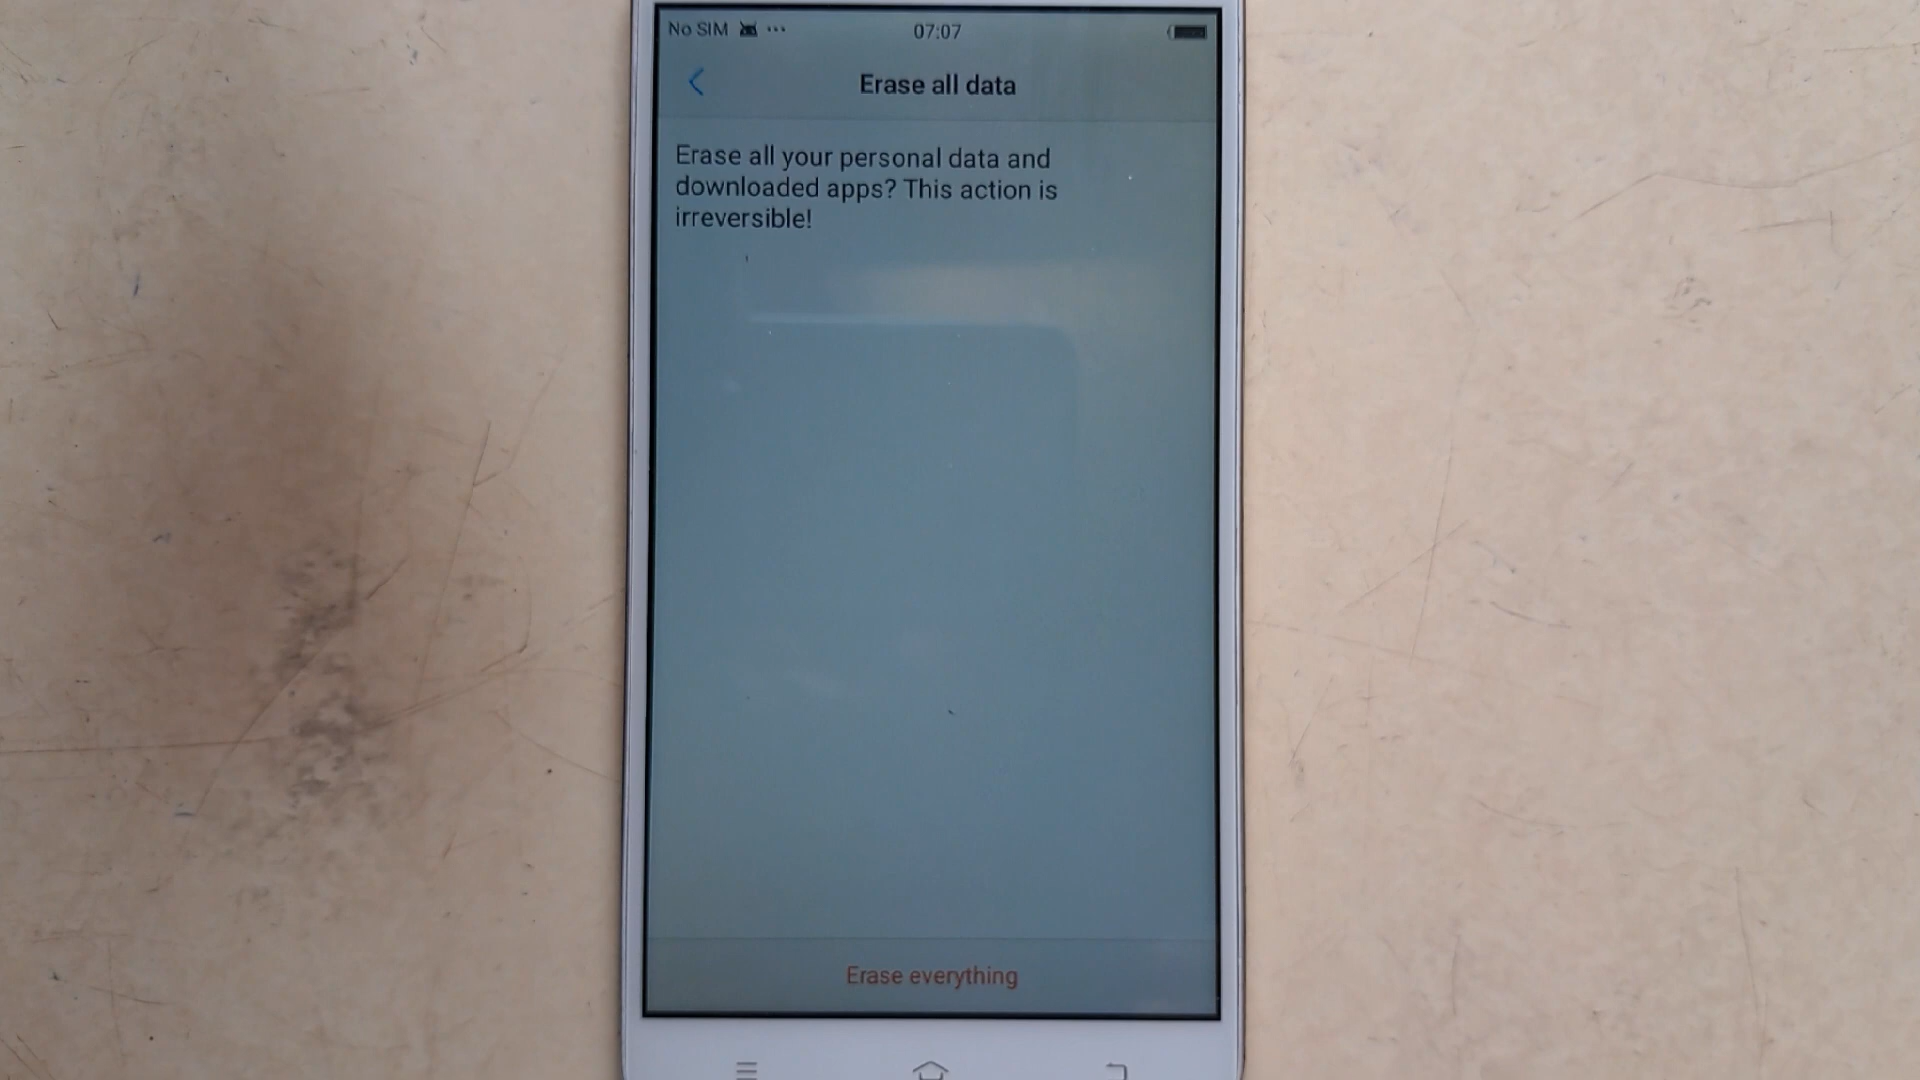 No SIM ... 07:07
Erase all data
Erase all your personal data and
downloaded apps? This action is
irreversible!
Erase everything